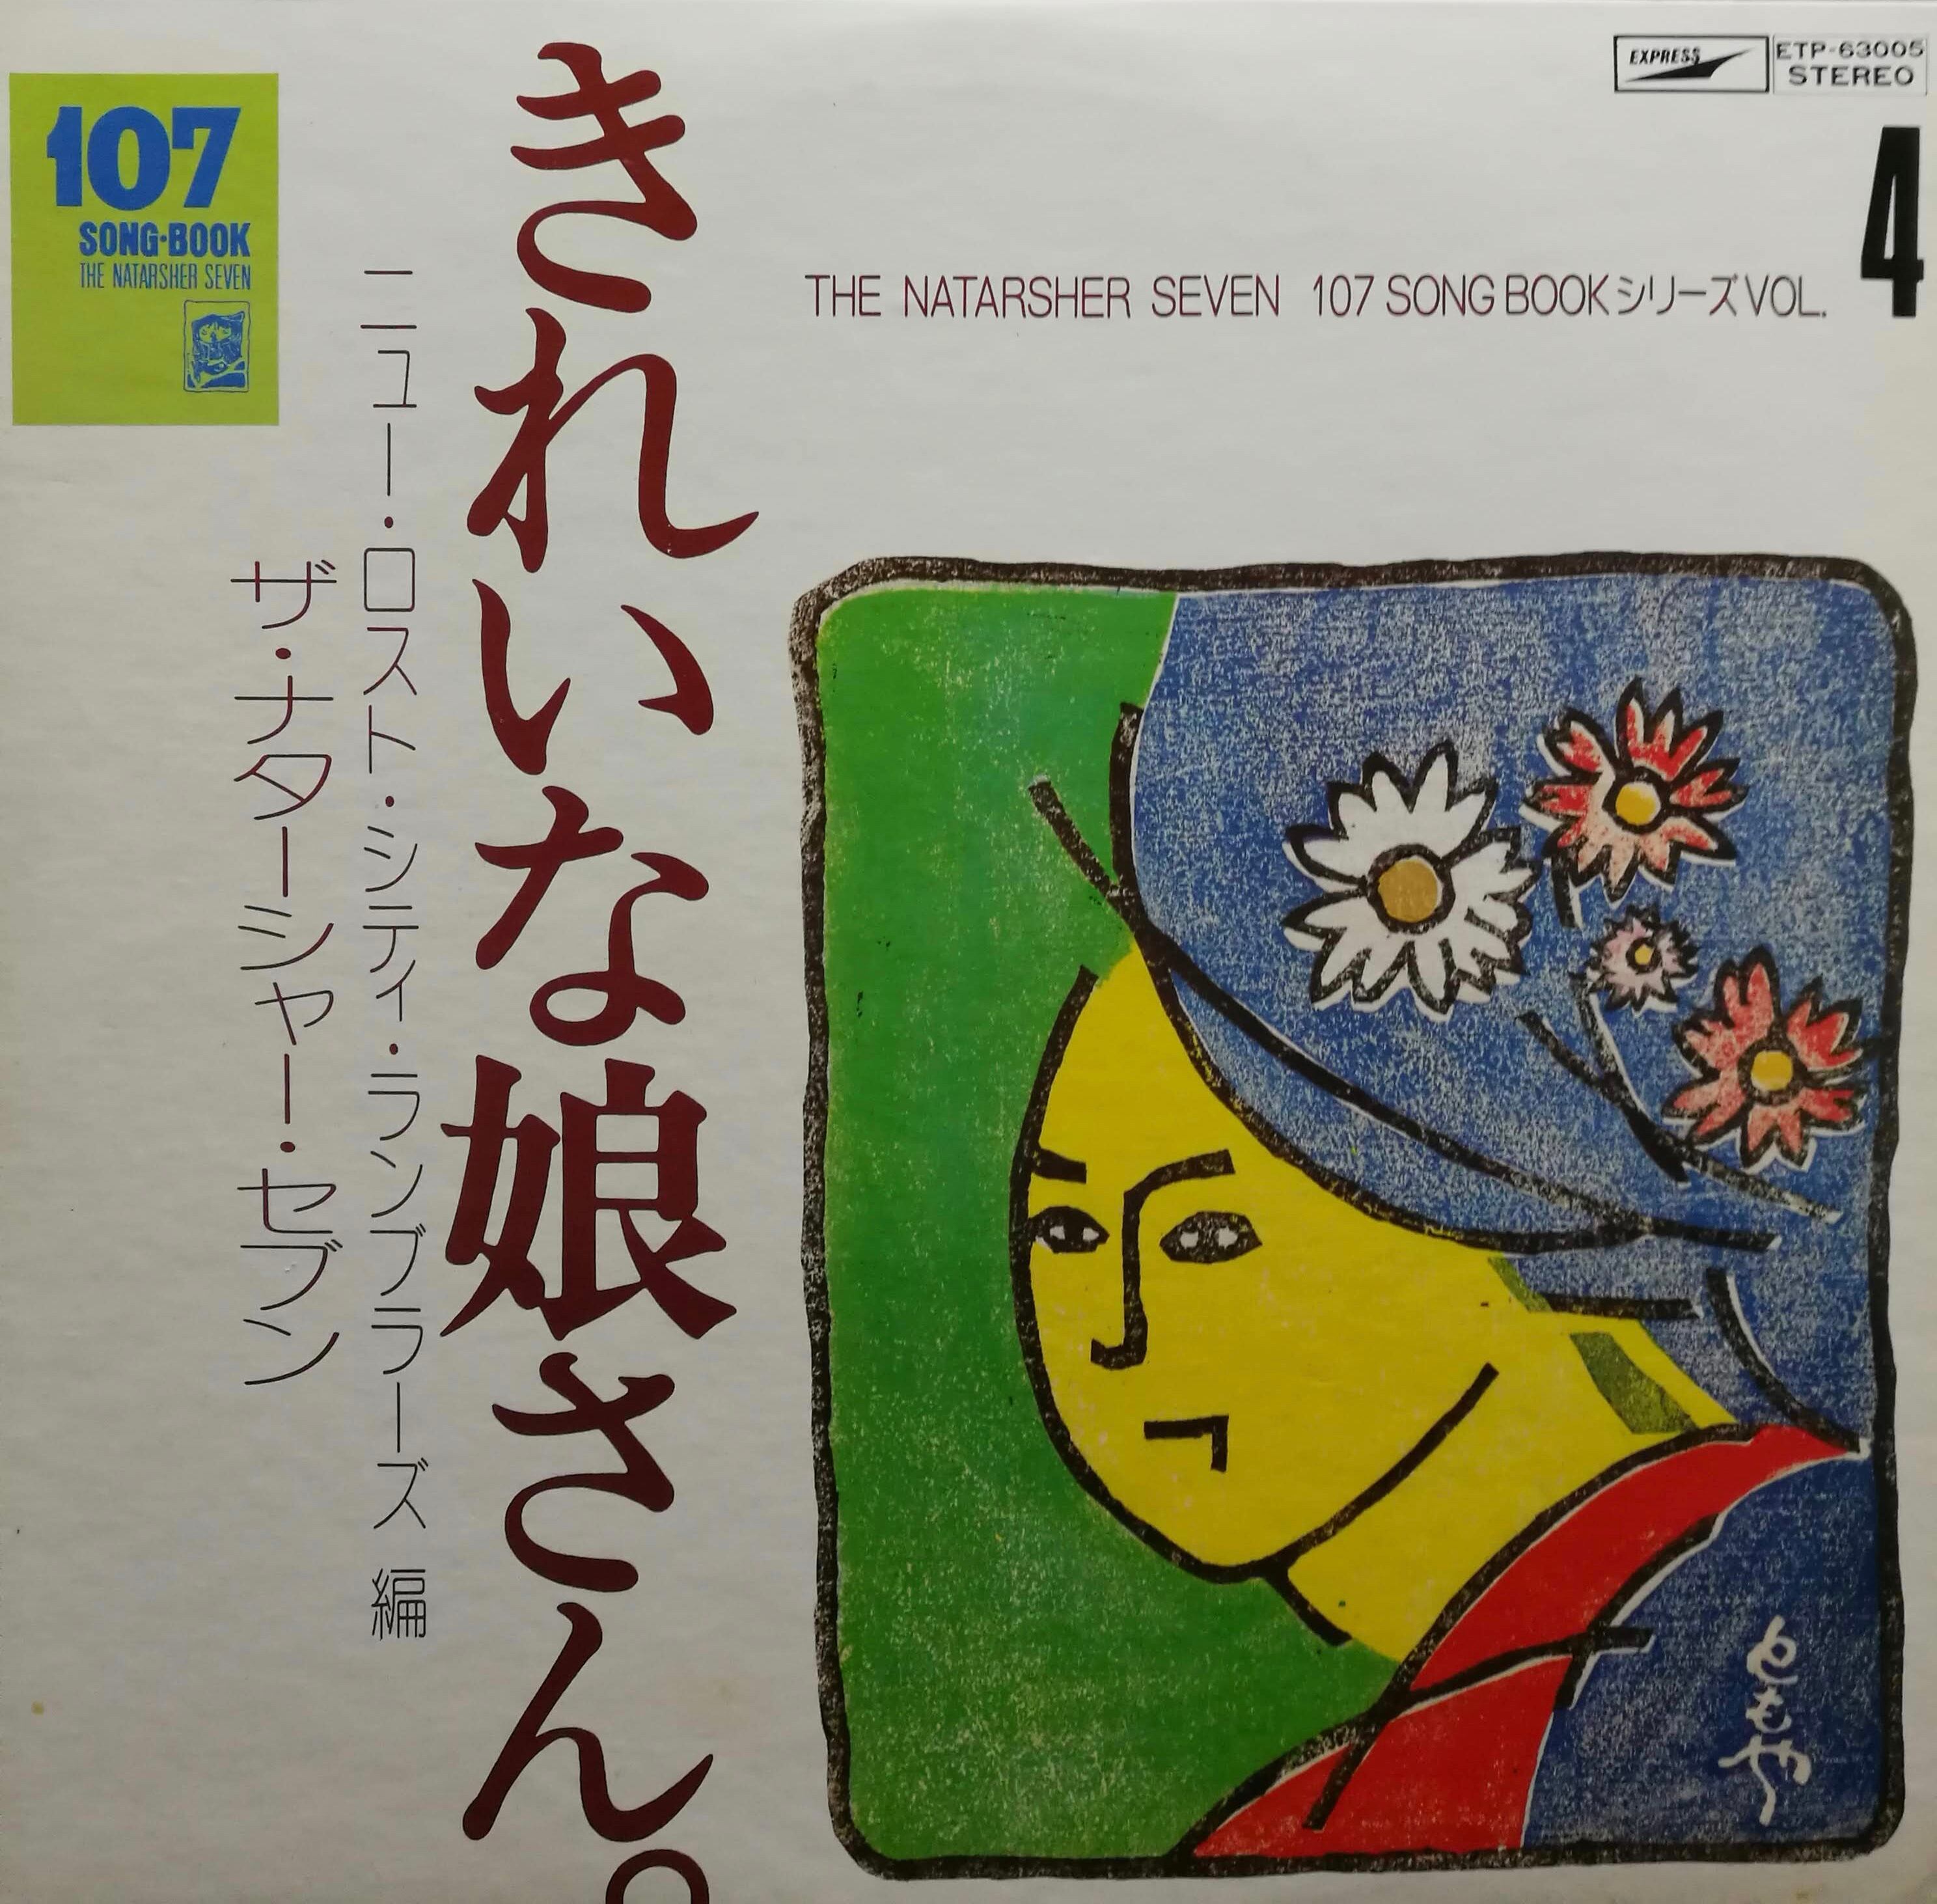 EXPRESS
ETP-63005
STEREO
4
THE NATARSHER SEVEN 107 SONG BOOKシリーズVOL.
107
SONG·BOOK
THE NATARSHER SEVEN
きれいな娘さん。
ニュー・ロスト・シティ・ランブラーズ 編
ザ・ナターシャー・セブン
ともや